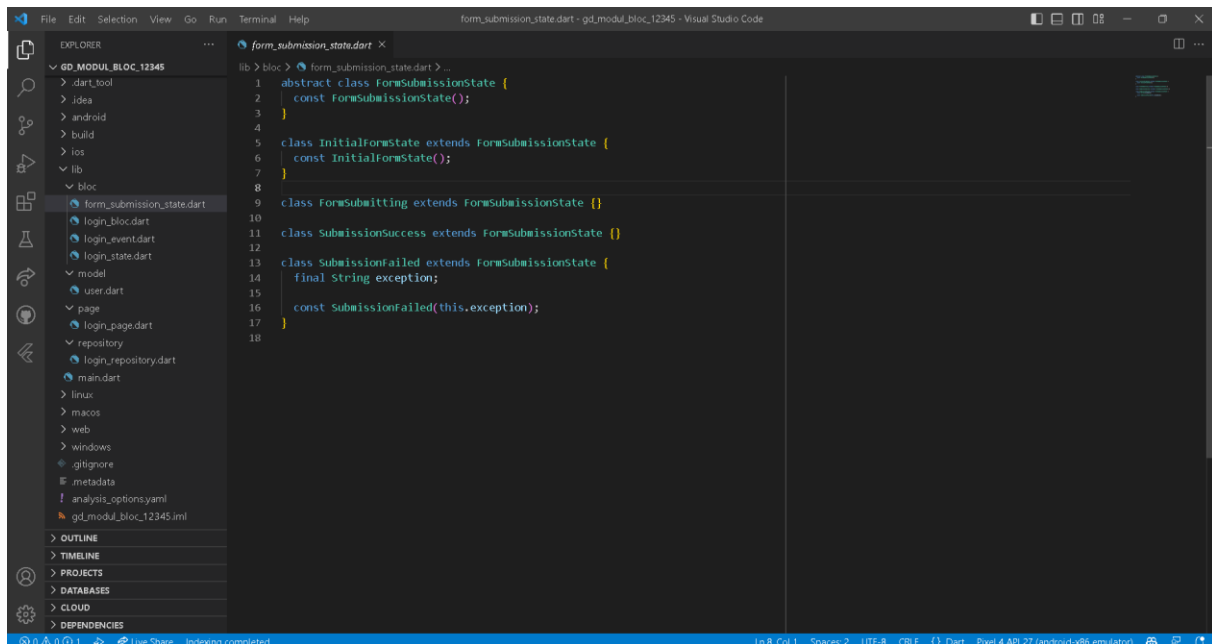 File Edit Selection View Go Run Terminal Help form_submission_state.dart - gd_modul_bloc_12345 - Visual Studio Code
EXPLORER
GD_MODUL_BLOC_12345
.dart_tool
.idea
android
build
ios
lib
bloc
form_submission_state.dart
login_bloc.dart
login_event.dart
login_state.dart
model
user.dart
page
login_page.dart
repository
login_repository.dart
main.dart
linux
macos
web
windows
.gitignore
.metadata
analysis_options.yaml
gd_modul_bloc_12345.iml
OUTLINE
TIMELINE
PROJECTS
DATABASES
CLOUD
DEPENDENCIES
form_submission_state.dart
lib > bloc > form_submission_state.dart > ...
1 abstract class FormSubmissionState {
2 const FormSubmissionState();
3 }
4
5 class InitialFormState extends FormSubmissionState {
6 const InitialFormState();
7 }
8
9 class FormSubmitting extends FormSubmissionState {}
10
11 class SubmissionSuccess extends FormSubmissionState {}
12
13 class SubmissionFailed extends FormSubmissionState {
14 final String exception;
15
16 const SubmissionFailed(this.exception);
17 }
18
0 0 1 Live Share Indexing completed Ln 8, Col 1 Spaces: 2 UTF-8 CRLF {} Dart Pixel 4 API 27 (android-x86 emulator)